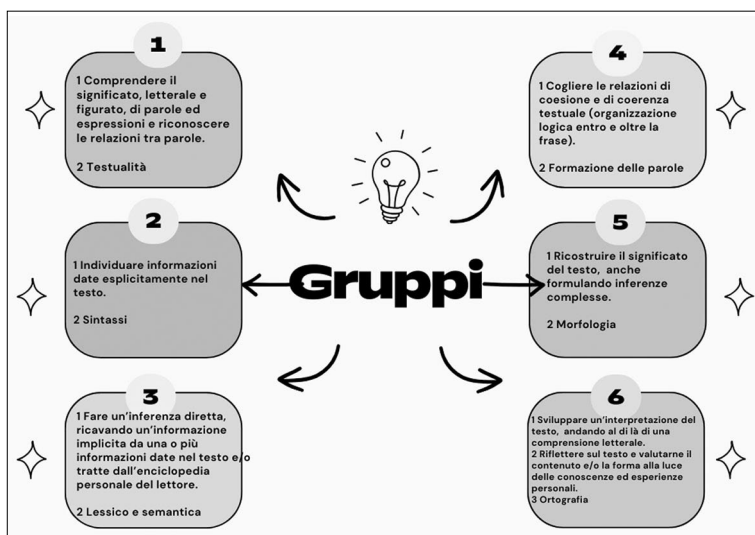 1
1 Comprendere il
significato, letterale e
figurato, di parole ed
espressioni e riconoscere
le relazioni tra parole.
2 Testualità
2
1 Individuare informazioni
date esplicitamente nel
testo.
2 Sintassi
3
1 Fare un'inferenza diretta,
ricavando un'informazione
implicita da una o più
informazioni date nel testo e/o
tratte dall'enciclopedia
personale del lettore.
2 Lessico e semantica
Gruppi
4
1 Cogliere le relazioni di
coesione e di coerenza
testuale (organizzazione
logica entro e oltre la
frase).
2 Formazione delle parole
5
1 Ricostruire il significato
del testo, anche
formulando inferenze
complesse.
2 Morfologia
6
1 Sviluppare un'interpretazione del
testo, andando al di là di una
comprensione letterale.
2 Riflettere sul testo e valutarne il
contenuto e/o la forma alla luce
delle conoscenze ed esperienze
personali.
3 Ortografia